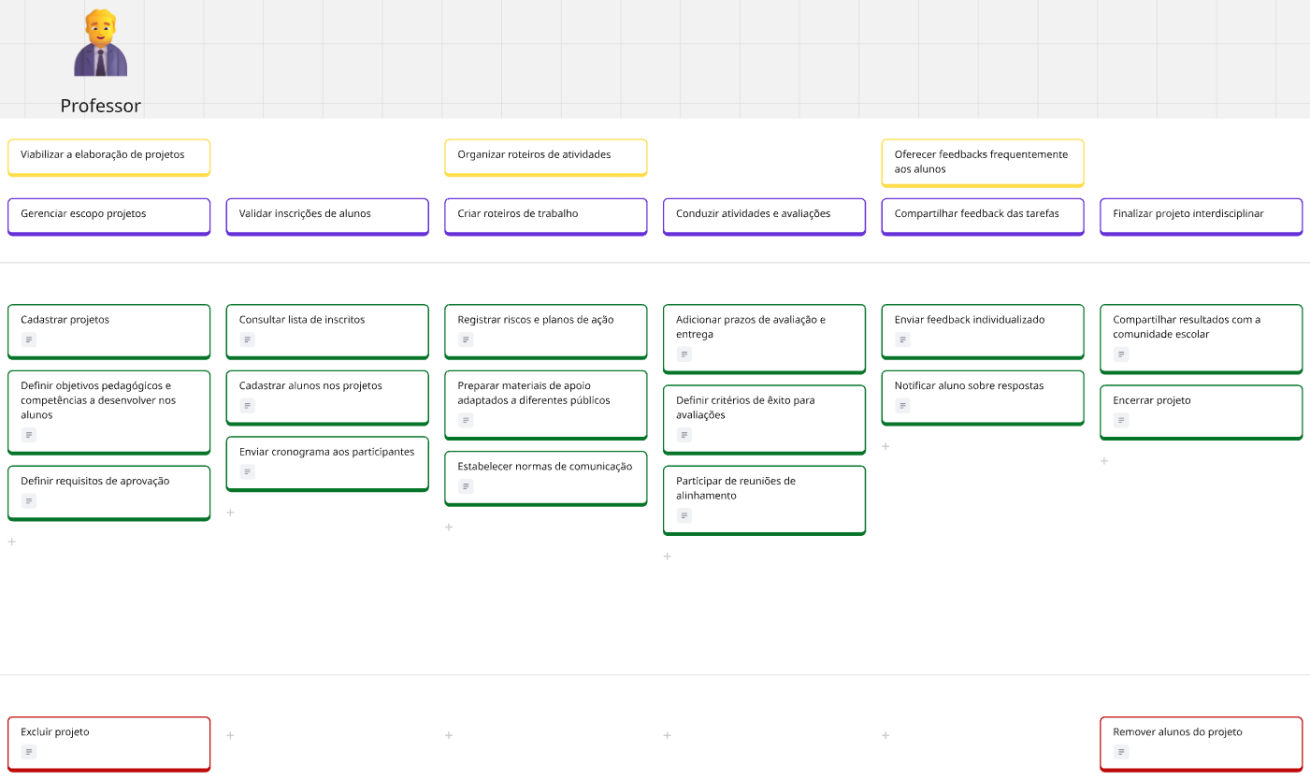 Professor
Viabilizar a elaboração de projetos
Organizar roteiros de atividades
Oferecer feedbacks frequentemente
aos alunos
Gerenciar escopo projetos
Validar inscrições de alunos
Criar roteiros de trabalho
Conduzir atividades e avaliações
Compartilhar feedback das tarefas
Finalizar projeto interdisciplinar
Cadastrar projetos
Definir objetivos pedagógicos e
competências a desenvolver nos
alunos
Definir requisitos de aprovação
Consultar lista de inscritos
Cadastrar alunos nos projetos
Enviar cronograma aos participantes
Registrar riscos e planos de ação
Preparar materiais de apoio
adaptados a diferentes públicos
Estabelecer normas de comunicação
Adicionar prazos de avaliação e
entrega
Definir critérios de êxito para
avaliações
Participar de reuniões de
alinhamento
Enviar feedback individualizado
Notificar aluno sobre respostas
Compartilhar resultados com a
comunidade escolar
Encerrar projeto
Excluir projeto
Remover alunos do projeto